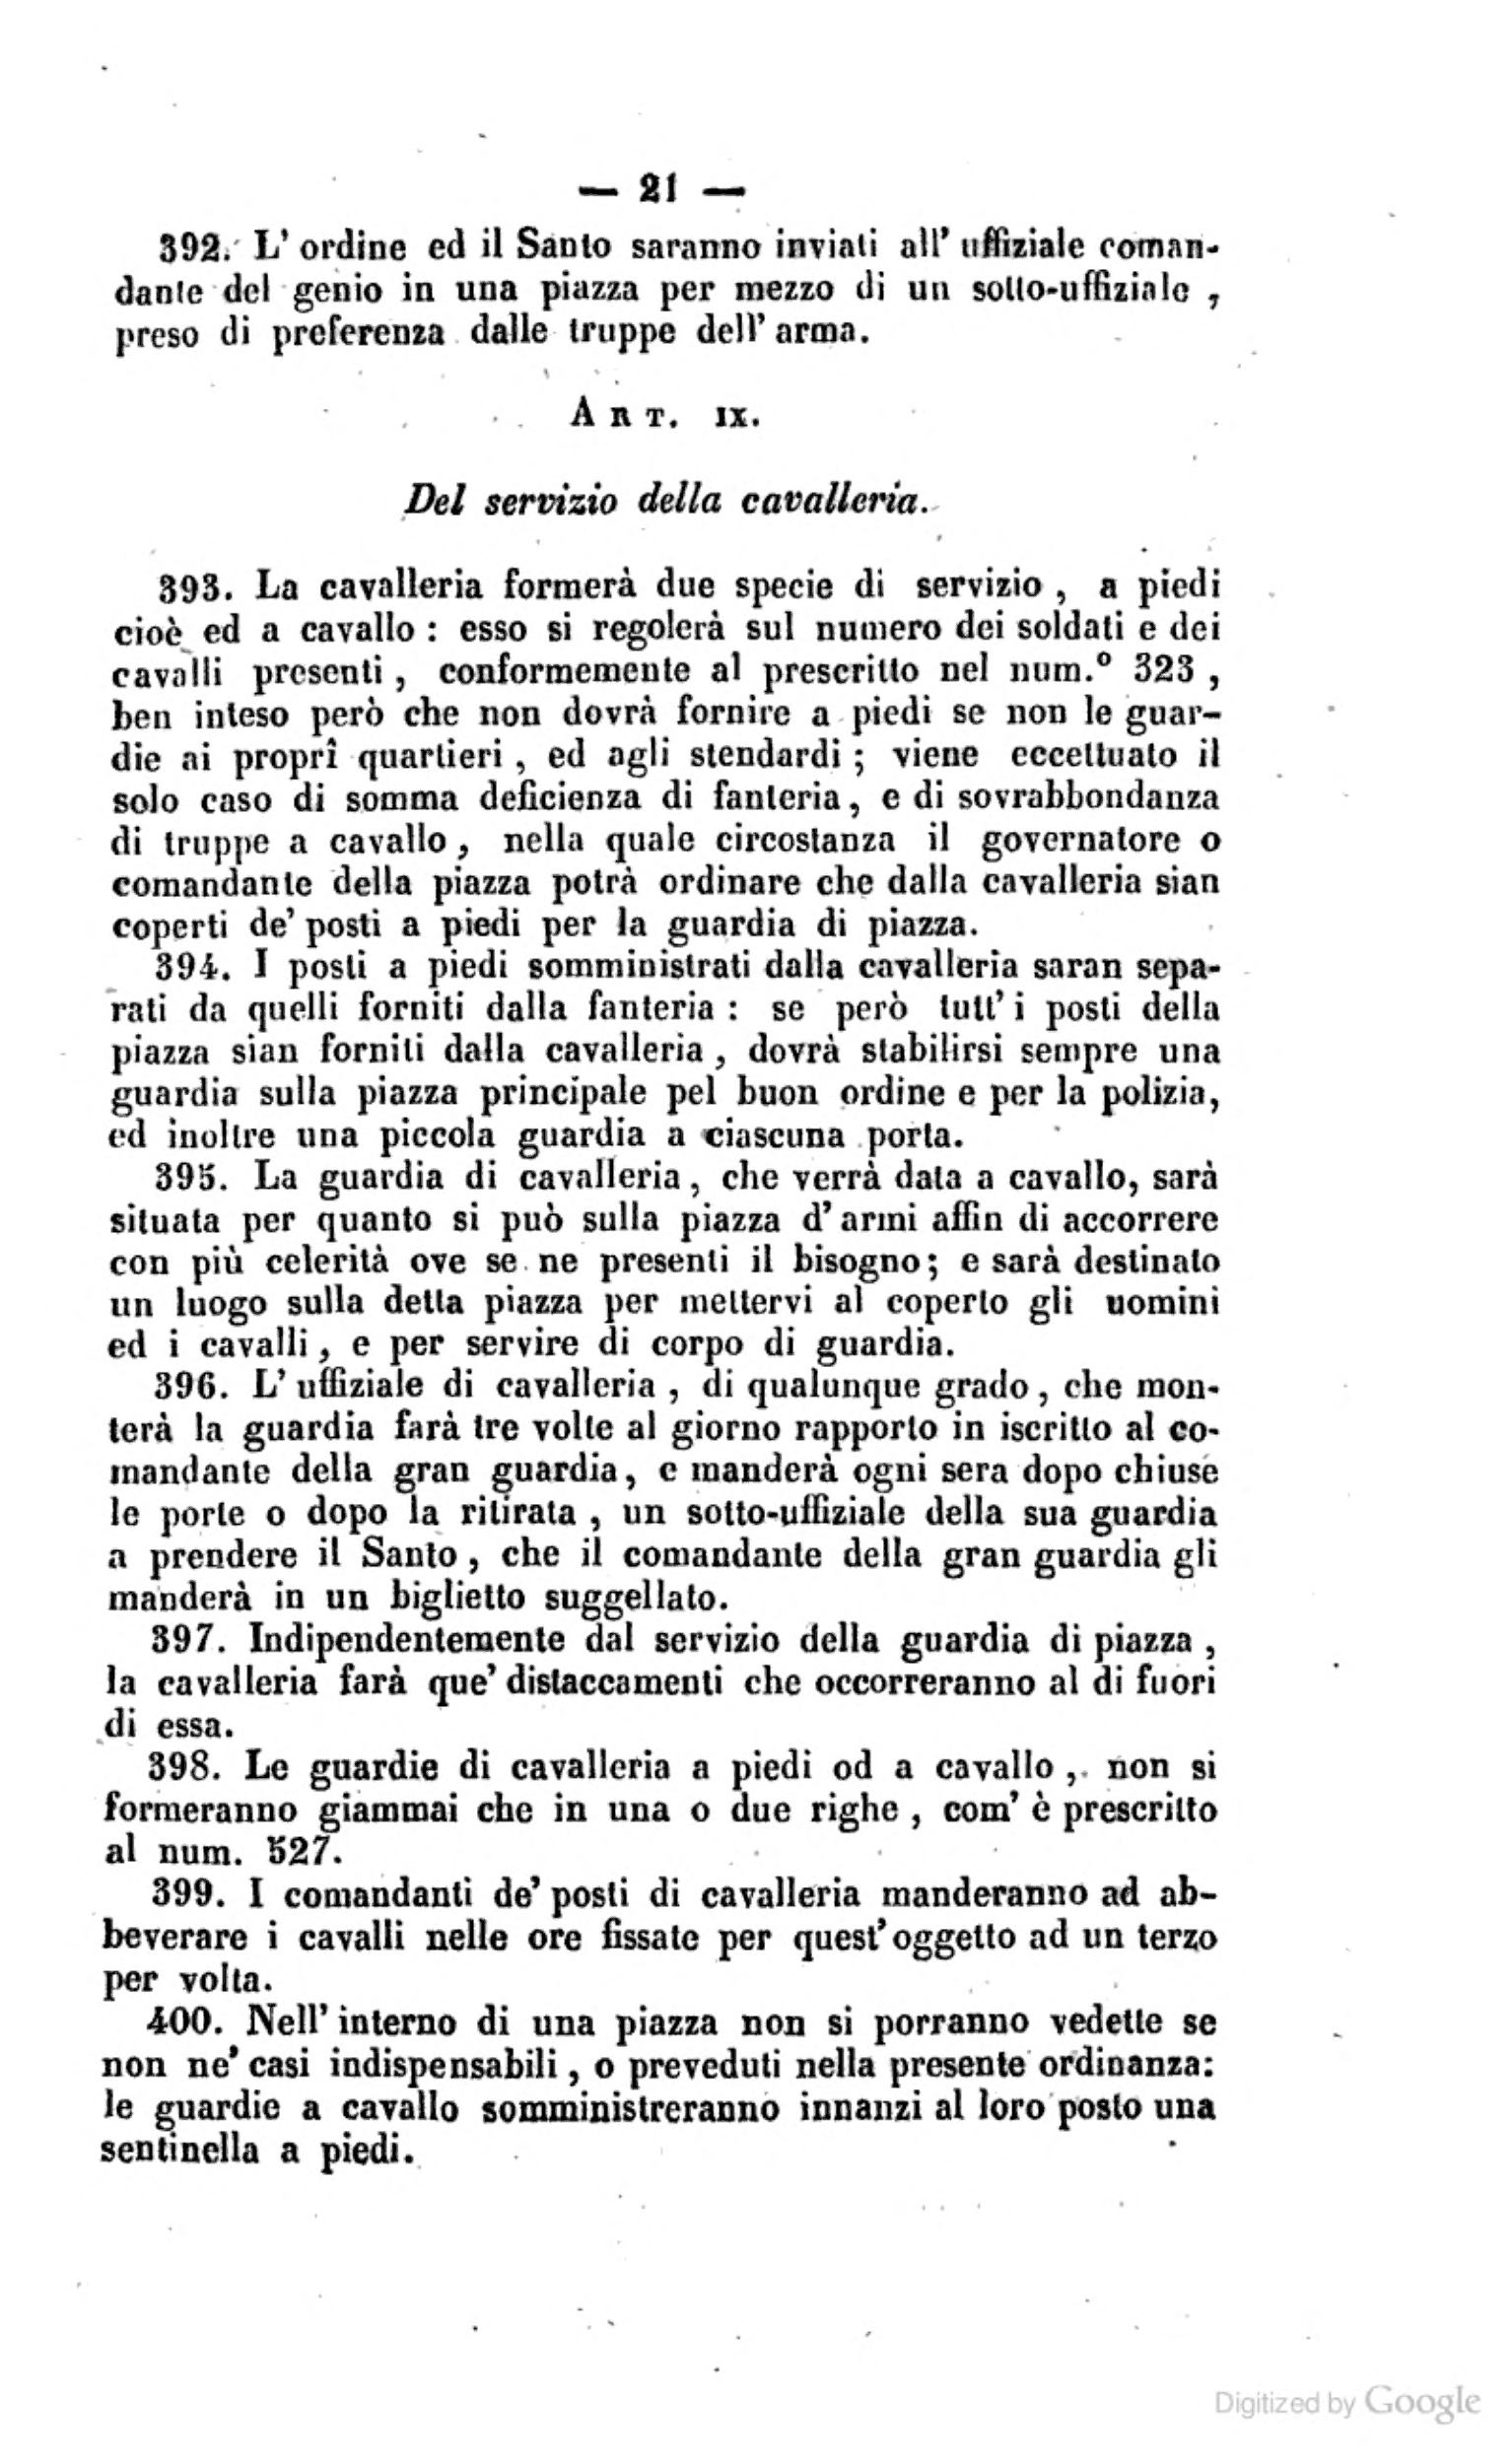 — 21 —
392. L' ordine ed il Santo saranno inviati all' uffiziale coman-
dante del genio in una piazza per mezzo di un sotto-uffiziale ,
preso di preferenza dalle truppe dell' arma.
ART. IX.
Del servizio della cavalleria.
393. La cavalleria formerà due specie di servizio , a piedi
cioè ed a cavallo : esso si regolerà sul numero dei soldati e dei
cavalli presenti , conformemente al prescritto nel num.º 323 ,
ben inteso però che non dovrà fornire a piedi se non le guar-
die ai proprî quartieri , ed agli stendardi ; viene eccettuato il
solo caso di somma deficienza di fanteria, e di sovrabbondanza
di truppe a cavallo , nella quale circostanza il governatore o
comandante della piazza potrà ordinare che dalla cavalleria sian
coperti de' posti a piedi per la guardia di piazza.
394. I posti a piedi somministrati dalla cavalleria saran sepa-
rati da quelli forniti dalla fanteria : se però tutt' i posti della
piazza sian forniti dalla cavalleria , dovrà stabilirsi sempre una
guardia sulla piazza principale pel buon ordine e per la polizia,
ed inoltre una piccola guardia a ciascuna porta.
395. La guardia di cavalleria, che verrà data a cavallo, sarà
situata per quanto si può sulla piazza d' armi affin di accorrere
con più celerità ove se ne presenti il bisogno; e sarà destinato
un luogo sulla detta piazza per mettervi al coperto gli uomini
ed i cavalli , e per servire di corpo di guardia.
396. L' uffiziale di cavalleria , di qualunque grado , che mon-
terà la guardia farà tre volte al giorno rapporto in iscritto al co-
mandante della gran guardia, e manderà ogni sera dopo chiuse
le porte o dopo la ritirata , un sotto-uffiziale della sua guardia
a prendere il Santo , che il comandante della gran guardia gli
manderà in un biglietto suggellato.
397. Indipendentemente dal servizio della guardia di piazza ,
la cavalleria farà que' distaccamenti che occorreranno al di fuori
di essa.
398. Le guardie di cavalleria a piedi od a cavallo , non si
formeranno giammai che in una o due righe , com' è prescritto
al num. 527.
399. I comandanti de' posti di cavalleria manderanno ad ab-
beverare i cavalli nelle ore fissate per quest' oggetto ad un terzo
per volta.
400. Nell' interno di una piazza non si porranno vedette se
non ne' casi indispensabili , o preveduti nella presente ordinanza:
le guardie a cavallo somministreranno innanzi al loro posto una
sentinella a piedi.
Digitized by Google